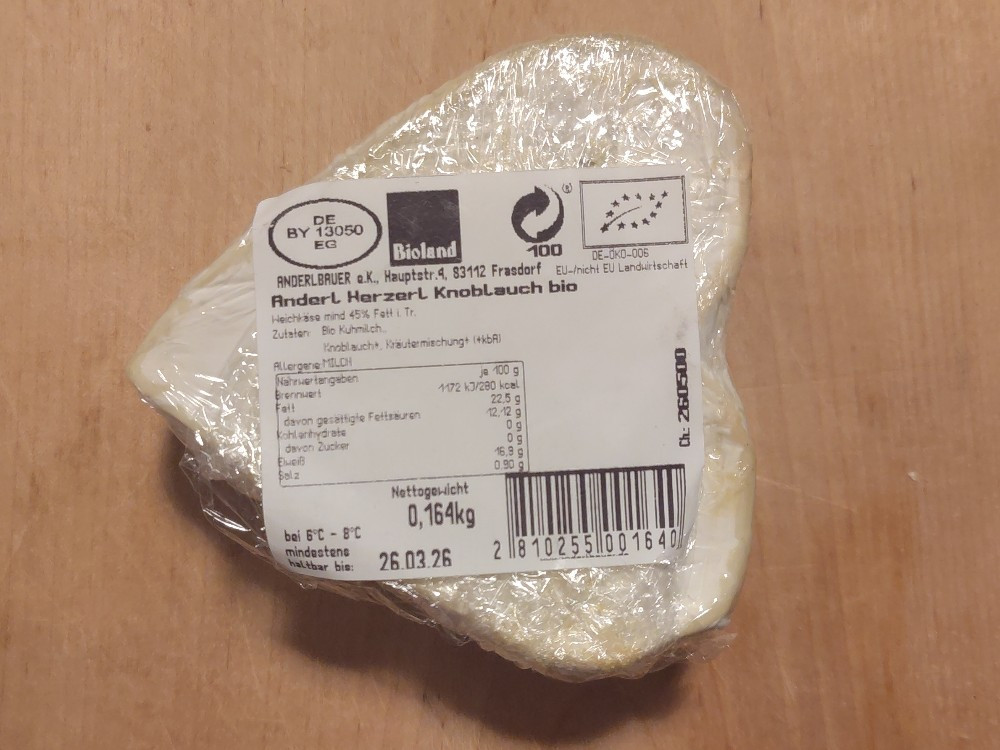 DE
BY 13050
EG
Bioland
®
100
DE-ÖKO-006
EU-/nicht EU Landwirtschaft
ANDERLBAUER e.K., Hauptstr.4, 83112 Frasdorf
Anderl Herzerl Knoblauch bio
Weichkäse mind 45% Fett i. Tr.
Zutaten: Bio Kuhmilch,
Knoblauch*, Kräutermischung* (*kbA)
Allergene:MILCH
Nährwertangaben je 100 g
Brennwert 1172 kJ/280 kcal
Fett 22,5 g
davon gesättigte Fettsäuren 12,12 g
Kohlenhydrate 0 g
davon Zucker 0 g
Eiweiß 16,9 g
Salz 0,90 g
Ch: 260500
Nettogewicht
0,164kg
bei 6°C - 8°C
mindestens
haltbar bis: 26.03.26
2 810255 001640